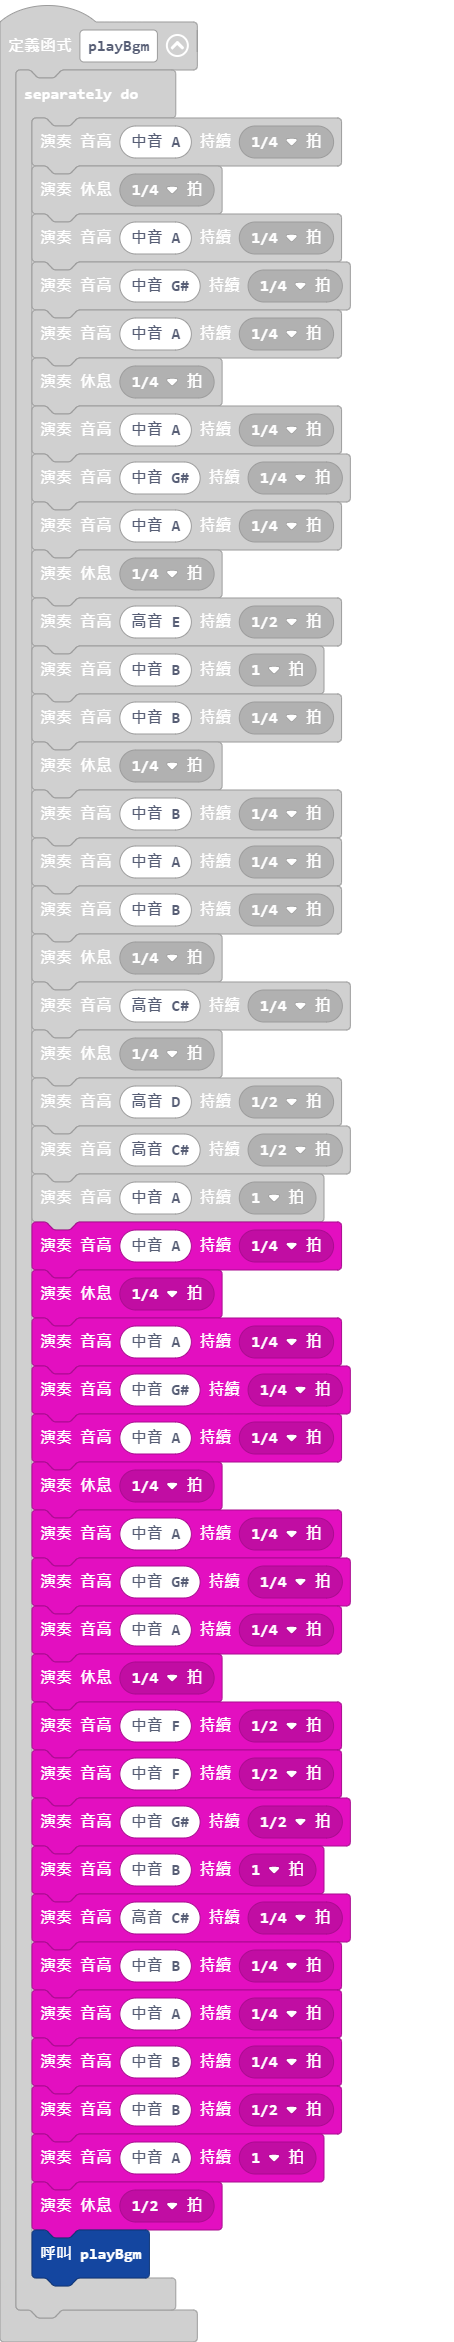 定義函式 playBgm
separately do
演奏 音高 中音 A 持續 1/4 拍
演奏 休息 1/4 拍
演奏 音高 中音 A 持續 1/4 拍
演奏 音高 中音 G# 持續 1/4 拍
演奏 音高 中音 A 持續 1/4 拍
演奏 休息 1/4 拍
演奏 音高 中音 A 持續 1/4 拍
演奏 音高 中音 G# 持續 1/4 拍
演奏 音高 中音 A 持續 1/4 拍
演奏 休息 1/4 拍
演奏 音高 高音 E 持續 1/2 拍
演奏 音高 中音 B 持續 1 拍
演奏 音高 中音 B 持續 1/4 拍
演奏 休息 1/4 拍
演奏 音高 中音 B 持續 1/4 拍
演奏 音高 中音 A 持續 1/4 拍
演奏 音高 中音 B 持續 1/4 拍
演奏 休息 1/4 拍
演奏 音高 高音 C# 持續 1/4 拍
演奏 休息 1/4 拍
演奏 音高 高音 D 持續 1/2 拍
演奏 音高 高音 C# 持續 1/2 拍
演奏 音高 中音 A 持續 1 拍
演奏 音高 中音 A 持續 1/4 拍
演奏 休息 1/4 拍
演奏 音高 中音 A 持續 1/4 拍
演奏 音高 中音 G# 持續 1/4 拍
演奏 音高 中音 A 持續 1/4 拍
演奏 休息 1/4 拍
演奏 音高 中音 A 持續 1/4 拍
演奏 音高 中音 G# 持續 1/4 拍
演奏 音高 中音 A 持續 1/4 拍
演奏 休息 1/4 拍
演奏 音高 中音 F 持續 1/2 拍
演奏 音高 中音 F 持續 1/2 拍
演奏 音高 中音 G# 持續 1/2 拍
演奏 音高 中音 B 持續 1 拍
演奏 音高 高音 C# 持續 1/4 拍
演奏 音高 中音 B 持續 1/4 拍
演奏 音高 中音 A 持續 1/4 拍
演奏 音高 中音 B 持續 1/4 拍
演奏 音高 中音 B 持續 1/2 拍
演奏 音高 中音 A 持續 1 拍
演奏 休息 1/2 拍
呼叫 playBgm